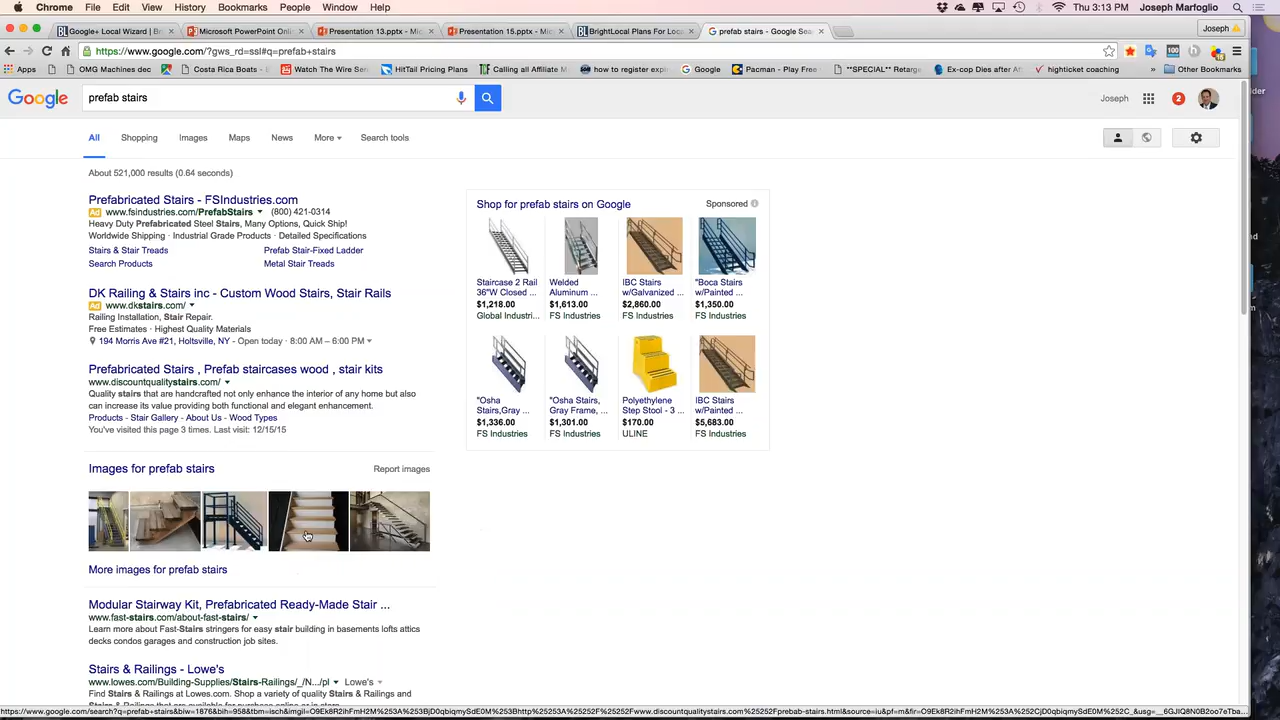 Chrome File Edit View History Bookmarks People Window Help Thu 3:13 PM Joseph Marfoglio
Google+ Local Wizard | Br Microsoft PowerPoint Onli Presentation 13.pptx - Mic Presentation 15.pptx - Mic BrightLocal Plans For Loc prefab stairs - Google Sea Joseph
https://www.google.com/?gws_rd=ssl#q=prefab+stairs
Apps OMG Machines dec Costa Rica Boats - E Watch The Wire Ser HitTail Pricing Plans Calling all Affiliate M how to register expi Google Pacman - Play Free **SPECIAL** Retarge Ex-cop Dies after A highticket coaching » Other Bookmarks
Google prefab stairs Joseph 2
All Shopping Images Maps News More Search tools
About 521,000 results (0.64 seconds)
Prefabricated Stairs - FSIndustries.com
Ad www.fsindustries.com/PrefabStairs (800) 421-0314
Heavy Duty Prefabricated Steel Stairs, Many Options, Quick Ship!
Worldwide Shipping · Industrial Grade Products · Detailed Specifications
Stairs & Stair Treads Prefab Stair-Fixed Ladder
Search Products Metal Stair Treads
DK Railing & Stairs inc - Custom Wood Stairs, Stair Rails
Ad www.dkstairs.com/
Railing Installation, Stair Repair.
Free Estimates · Highest Quality Materials
194 Morris Ave #21, Holtsville, NY - Open today · 8:00 AM – 6:00 PM
Prefabricated Stairs , Prefab staircases wood , stair kits
www.discountqualitystairs.com/
Quality stairs that are handcrafted not only enhance the interior of any home but also
can increase its value providing both functional and elegant enhancement.
Products - Stair Gallery - About Us - Wood Types
You've visited this page 3 times. Last visit: 12/15/15
Images for prefab stairs Report images
More images for prefab stairs
Modular Stairway Kit, Prefabricated Ready-Made Stair ...
www.fast-stairs.com/about-fast-stairs/
Learn more about Fast-Stairs stringers for easy stair building in basements lofts attics
decks condos garages and construction job sites.
Stairs & Railings - Lowe's
www.lowes.com/Building-Supplies/Stairs-Railings/_/N.../pl Lowe's
Find Stairs & Railings at Lowes.com. Shop a variety of quality Stairs & Railings and
Shop for prefab stairs on Google Sponsored
Staircase 2 Rail Welded IBC Stairs "Boca Stairs
36"W Closed ... Aluminum ... w/Galvanized ... w/Painted ...
$1,218.00 $1,613.00 $2,860.00 $1,350.00
Global Industri... FS Industries FS Industries FS Industries
"Osha "Osha Stairs, Polyethylene IBC Stairs
Stairs,Gray ... Gray Frame, ... Step Stool - 3 ... w/Painted ...
$1,336.00 $1,301.00 $170.00 $5,683.00
FS Industries FS Industries ULINE FS Industries